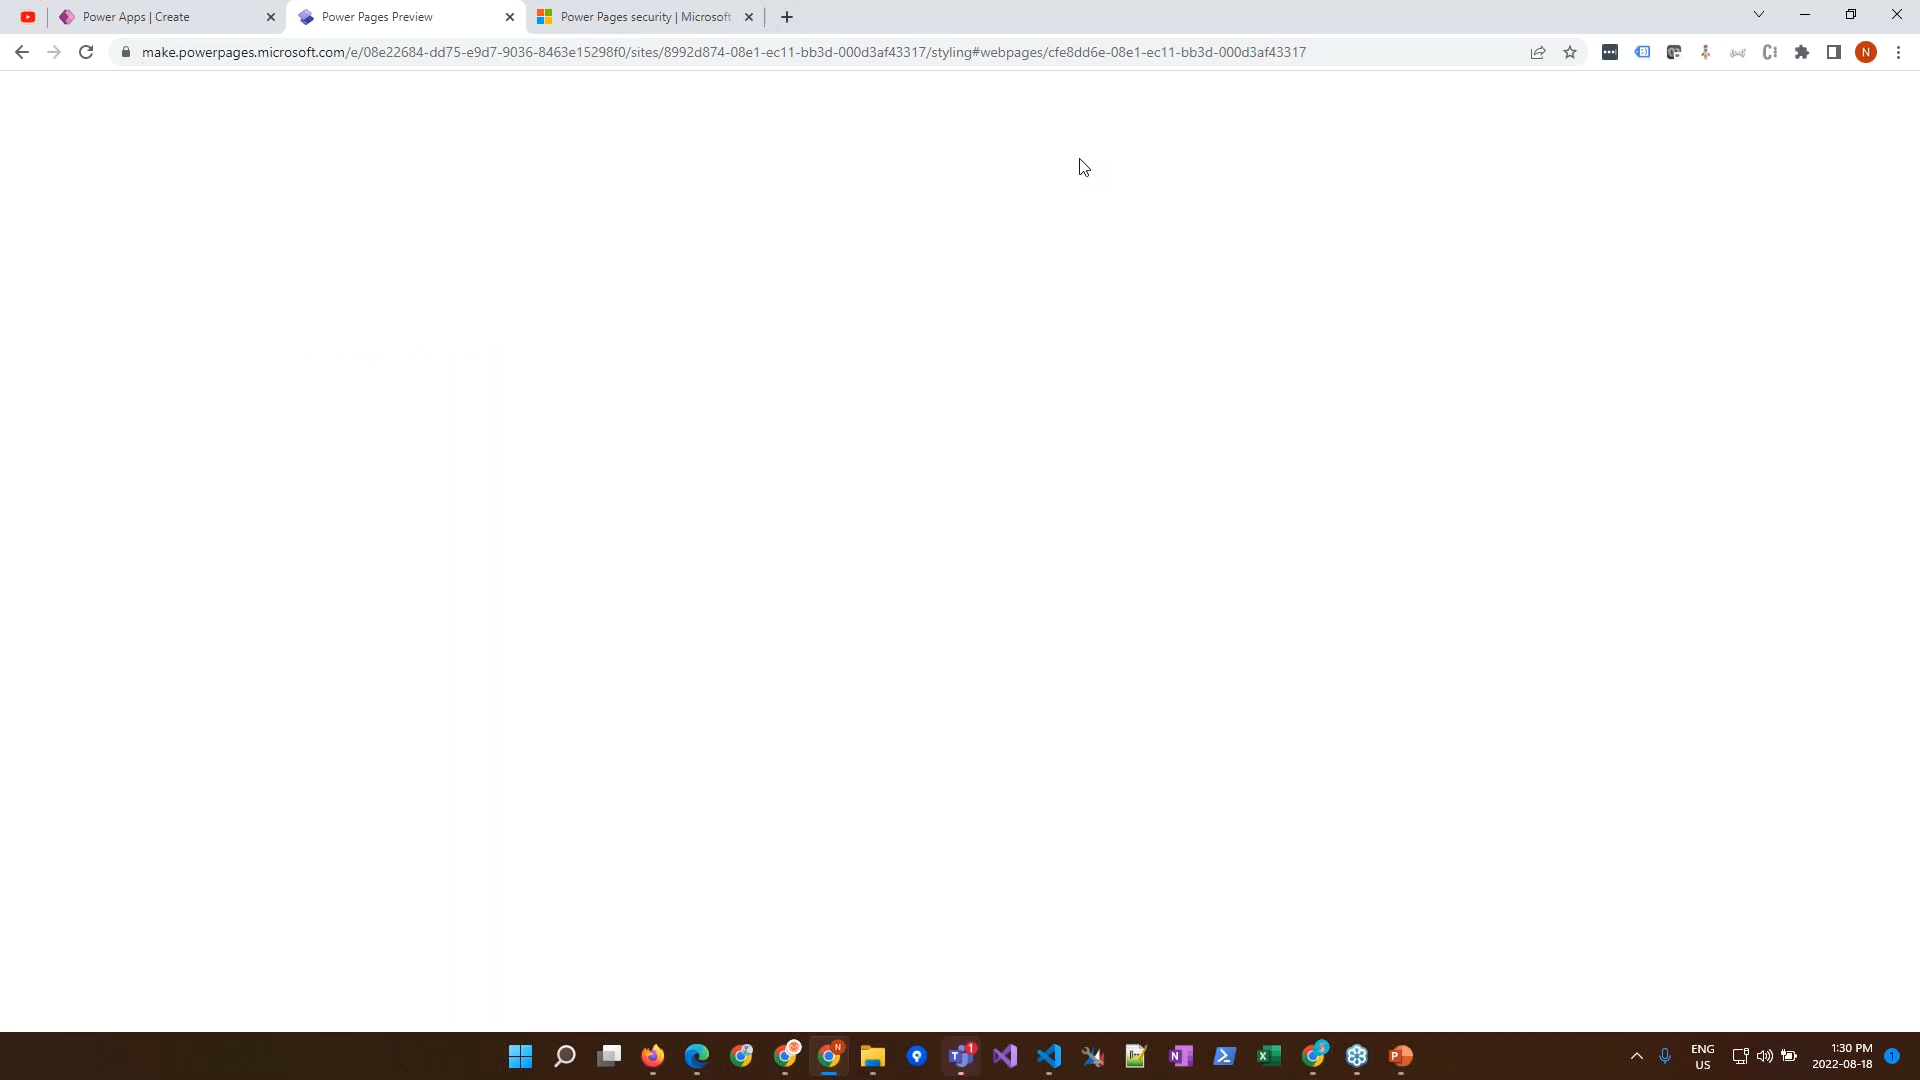 Power Apps | Create
Power Pages Preview
Power Pages security | Microsoft
make.powerpages.microsoft.com/e/08e22684-dd75-e9d7-9036-8463e15298f0/sites/8992d874-08e1-ec11-bb3d-000d3af43317/styling#webpages/cfe8dd6e-08e1-ec11-bb3d-000d3af43317
N
N
1
ENG
US
1:30 PM
2022-08-18
1